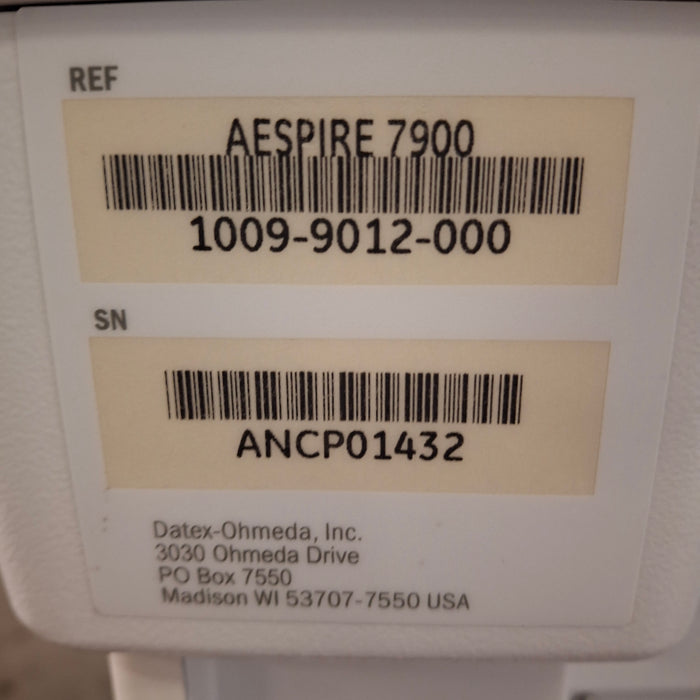 REF
AESPIRE 7900
1009-9012-000
SN
ANCP01432
Datex-Ohmeda, Inc.
3030 Ohmeda Drive
PO Box 7550
Madison WI 53707-7550 USA